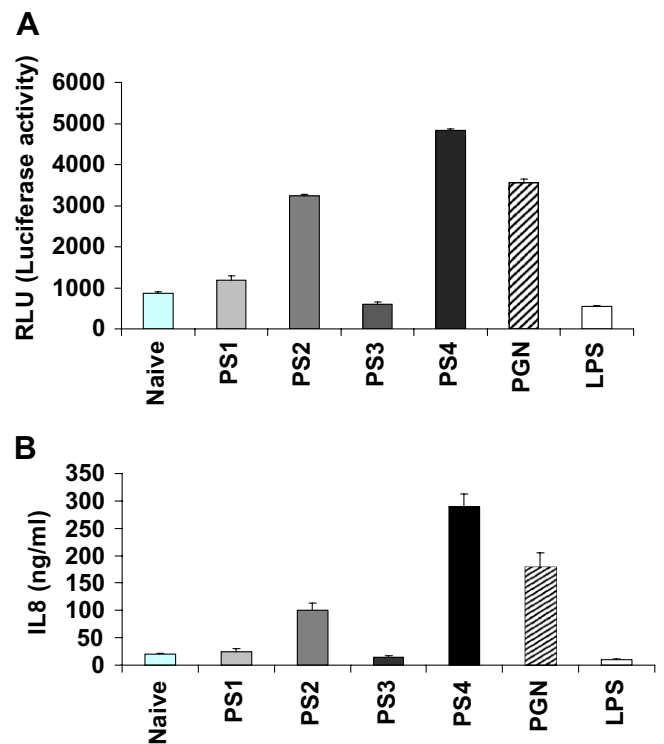 A
RLU (Luciferase activity)
6000
5000
4000
3000
2000
1000
0
Naive
PS1
PS2
PS3
PS4
PGN
LPS
B
IL8 (ng/ml)
350
300
250
200
150
100
50
0
Naive
PS1
PS2
PS3
PS4
PGN
LPS